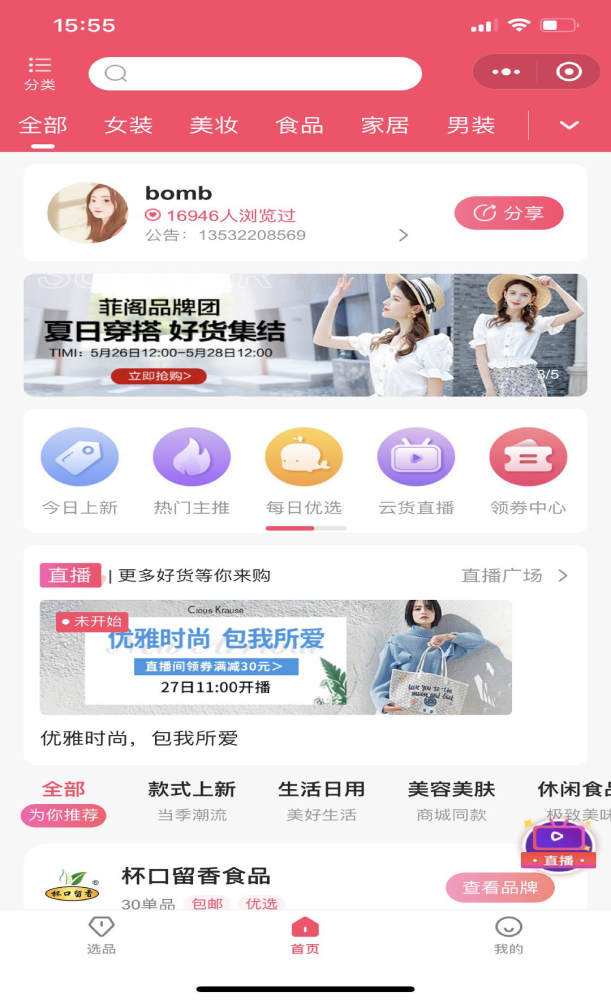 15:55
分类
全部 女装 美妆 食品 家居 男装
bomb
16946人浏览过
公告：13532208569
分享
菲阁品牌团
夏日穿搭 好货集结
TIMI：5月26日12:00-5月28日12:00
立即抢购>
3/5
今日上新 热门主推 每日优选 云货直播 领券中心
直播 | 更多好货等你来购 直播广场 >
未开始
Cious Krause
优雅时尚 包我所爱
直播间领券满减30元>
27日11:00开播
优雅时尚，包我所爱
全部 款式上新 生活日用 美容美肤 休闲食品
为你推荐 当季潮流 美好生活 商城同款 极致美味
直播
杯口留香
杯口留香食品
30单品 包邮 优选
查看品牌
选品 首页 我的